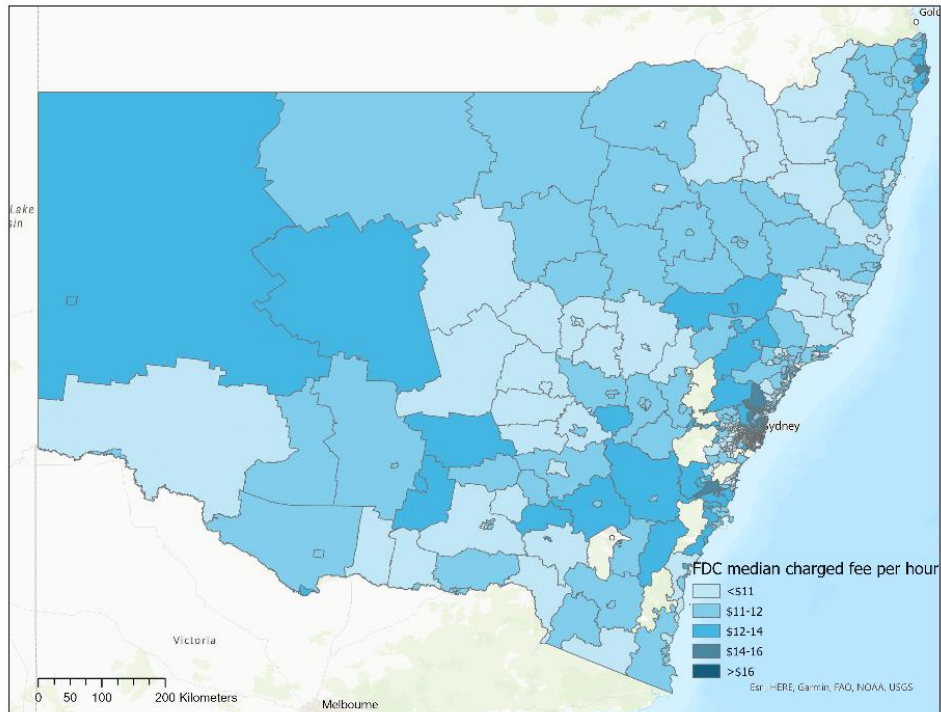 Gold
Lake
sin
Sydney
FDC median charged fee per hour
<$11
$11-12
$12-14
$14-16
>$16
Victoria
0 50 100 200 Kilometers
Melbourne
Esri, HERE, Garmin, FAO, NOAA, USGS